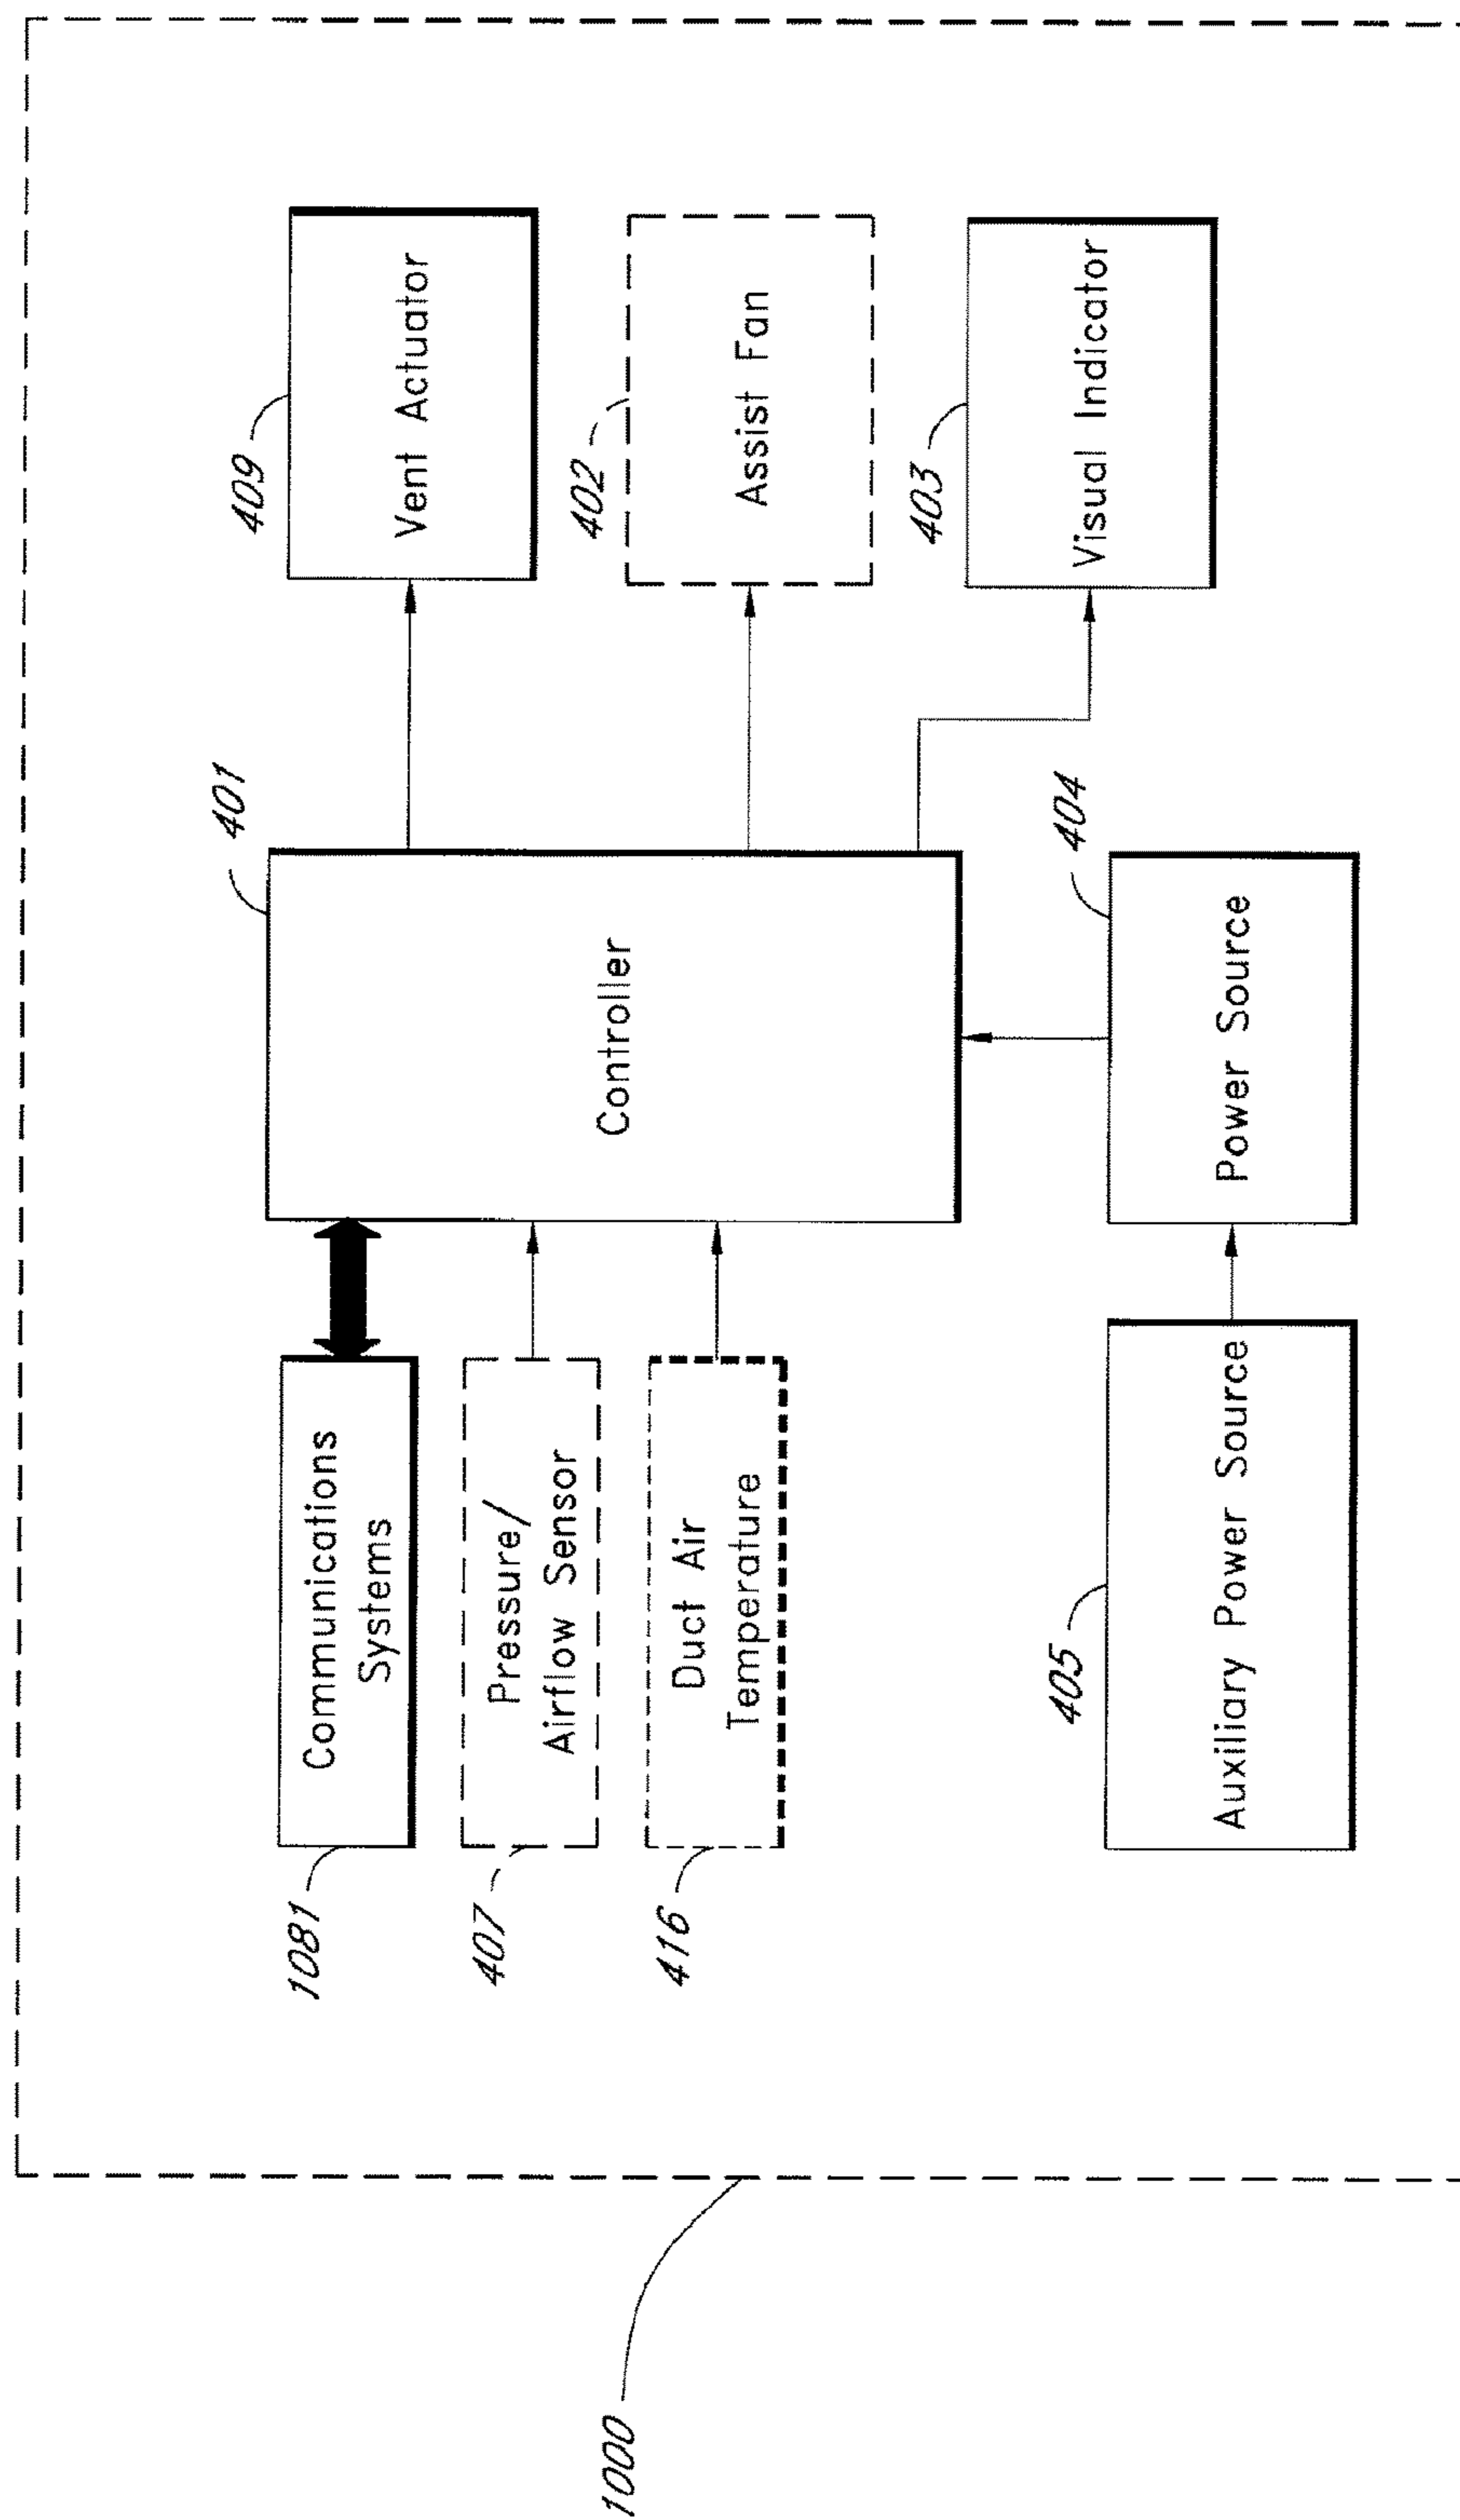 1081
Communications
Systems
407
Pressure/
Airflow Sensor
416
Duct Air
Temperature
401
Controller
409
Vent Actuator
402
Assist Fan
403
Visual Indicator
405
Auxiliary Power Source
404
Power Source
1000